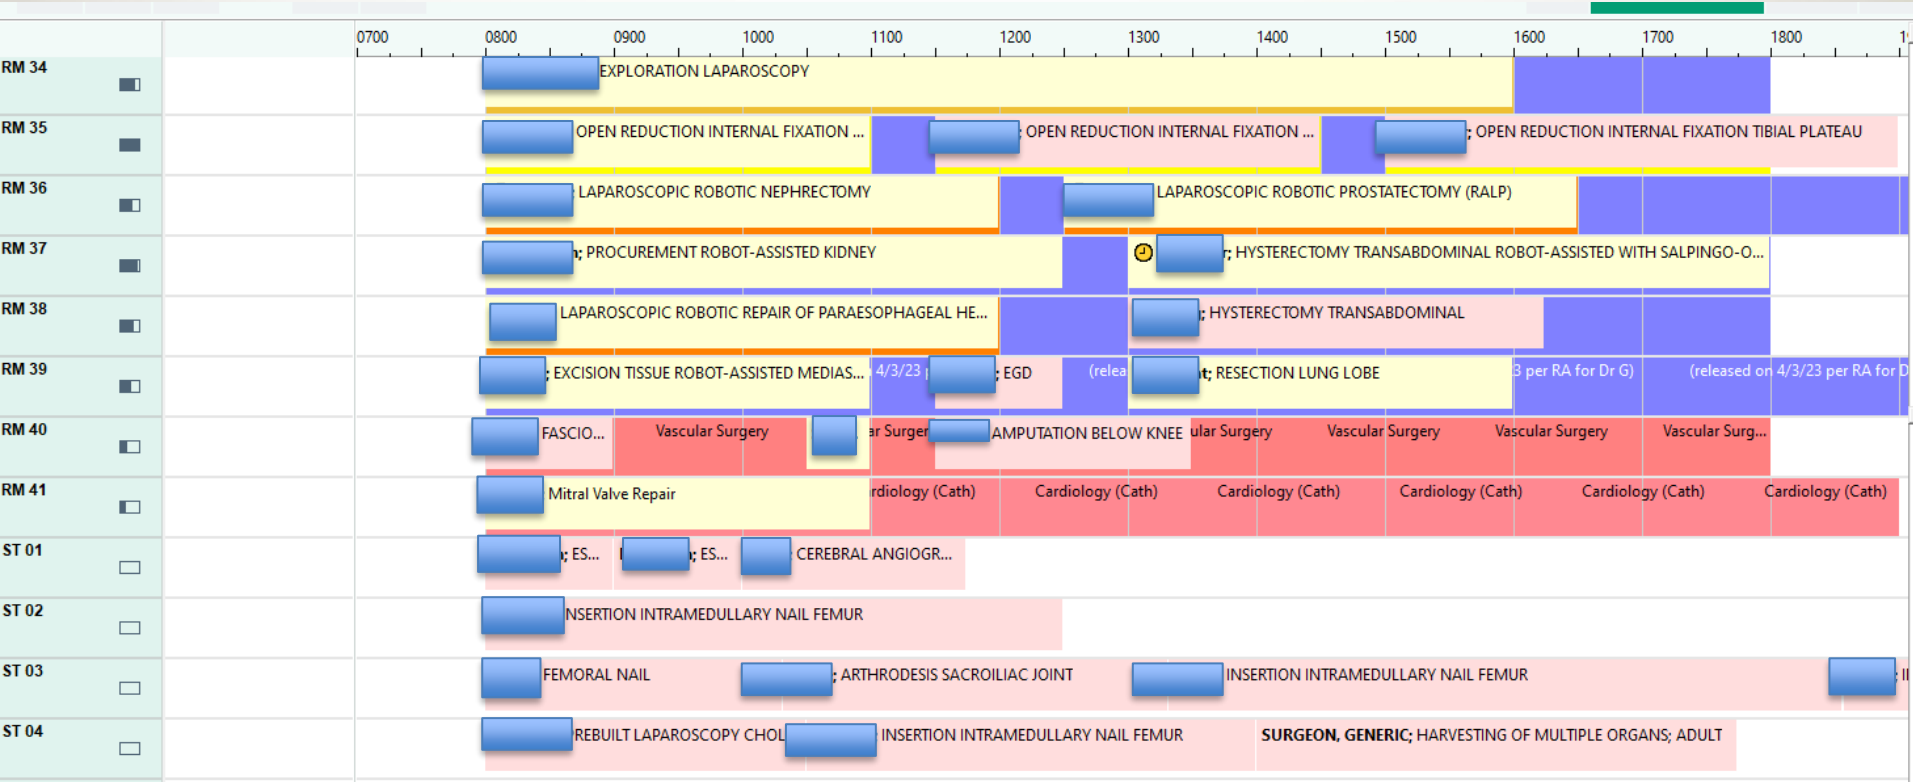 0700 0800 0900 1000 1100 1200 1300 1400 1500 1600 1700 1800
RM 34 EXPLORATION LAPAROSCOPY
RM 35 OPEN REDUCTION INTERNAL FIXATION ... ; OPEN REDUCTION INTERNAL FIXATION ... ; OPEN REDUCTION INTERNAL FIXATION TIBIAL PLATEAU
RM 36 LAPAROSCOPIC ROBOTIC NEPHRECTOMY LAPAROSCOPIC ROBOTIC PROSTATECTOMY (RALP)
RM 37 ; PROCUREMENT ROBOT-ASSISTED KIDNEY r; HYSTERECTOMY TRANSABDOMINAL ROBOT-ASSISTED WITH SALPINGO-O...
RM 38 LAPAROSCOPIC ROBOTIC REPAIR OF PARAESOPHAGEAL HE... ; HYSTERECTOMY TRANSABDOMINAL
RM 39 ; EXCISION TISSUE ROBOT-ASSISTED MEDIAS... 4/3/23 ; EGD (relea t; RESECTION LUNG LOBE 3 per RA for Dr G) (released on 4/3/23 per RA for D
RM 40 FASCIO... Vascular Surgery ar Surger AMPUTATION BELOW KNEE ular Surgery Vascular Surgery Vascular Surgery Vascular Surg...
RM 41 Mitral Valve Repair rdiology (Cath) Cardiology (Cath) Cardiology (Cath) Cardiology (Cath) Cardiology (Cath) Cardiology (Cath)
ST 01 ; ES... ; ES... CEREBRAL ANGIOGR...
ST 02 NSERTION INTRAMEDULLARY NAIL FEMUR
ST 03 FEMORAL NAIL ; ARTHRODESIS SACROILIAC JOINT INSERTION INTRAMEDULLARY NAIL FEMUR
ST 04 REBUILT LAPAROSCOPY CHOL INSERTION INTRAMEDULLARY NAIL FEMUR SURGEON, GENERIC; HARVESTING OF MULTIPLE ORGANS; ADULT